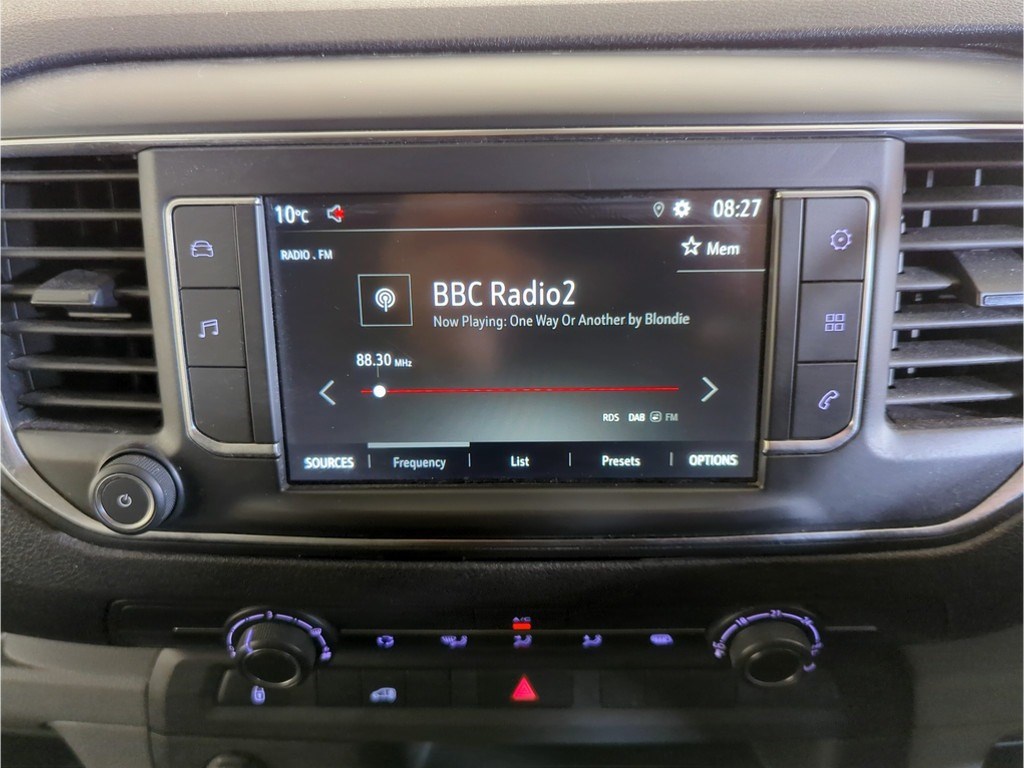 10°C 08:27
RADIO . FM
Mem
BBC Radio2
Now Playing: One Way Or Another by Blondie
88.30 MHz
RDS DAB FM
SOURCES Frequency List Presets OPTIONS
A/C